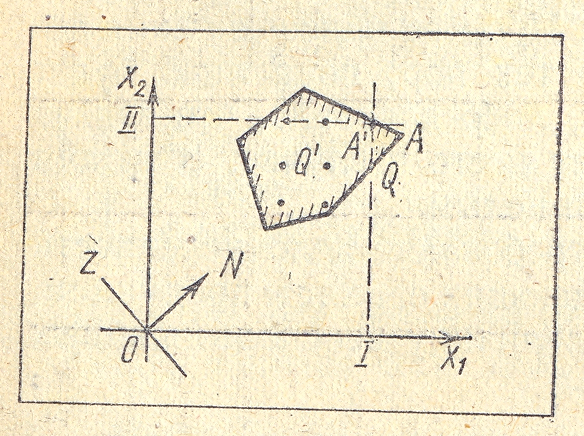 X₂
II
A' A
Q' Q
Z N
O I X₁